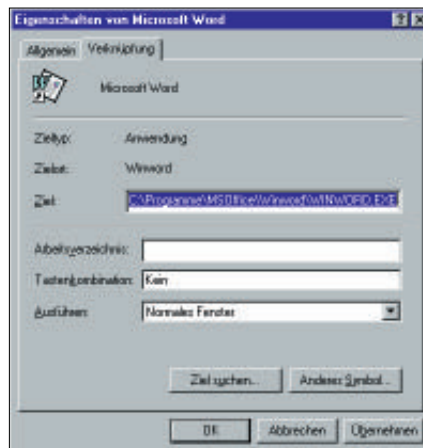 Eigenschaften von Microsoft Word
Allgemein Verknüpfung
Microsoft Word
Zieltyp: Anwendung
Zielort: Winword
Ziel: C:\Programme\MSOffice\Winword\WINWORD.EXE
Arbeitsverzeichnis:
Tastenkombination: Kein
Ausführen: Normales Fenster
Ziel suchen... Anderes Symbol...
OK Abbrechen Übernehmen